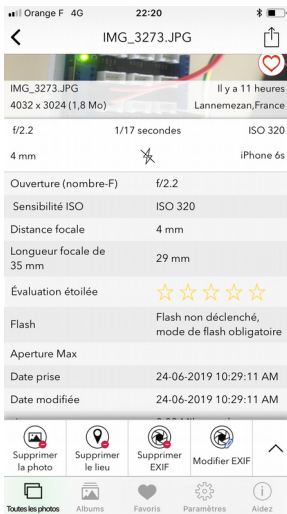 Orange F 4G 22:20
IMG_3273.JPG
IMG_3273.JPG Il y a 11 heures
4032 x 3024 (1,8 Mo) Lannemezan,France
f/2.2 1/17 secondes ISO 320
4 mm iPhone 6s
Ouverture (nombre-F) f/2.2
Sensibilité ISO ISO 320
Distance focale 4 mm
Longueur focale de
35 mm 29 mm
Évaluation étoilée
Flash Flash non déclenché,
mode de flash obligatoire
Aperture Max
Date prise 24-06-2019 10:29:11 AM
Date modifiée 24-06-2019 10:29:11 AM
Supprimer Supprimer Supprimer Modifier EXIF
la photo le lieu EXIF
Toutes les photos Albums Favoris Paramètres Aidez